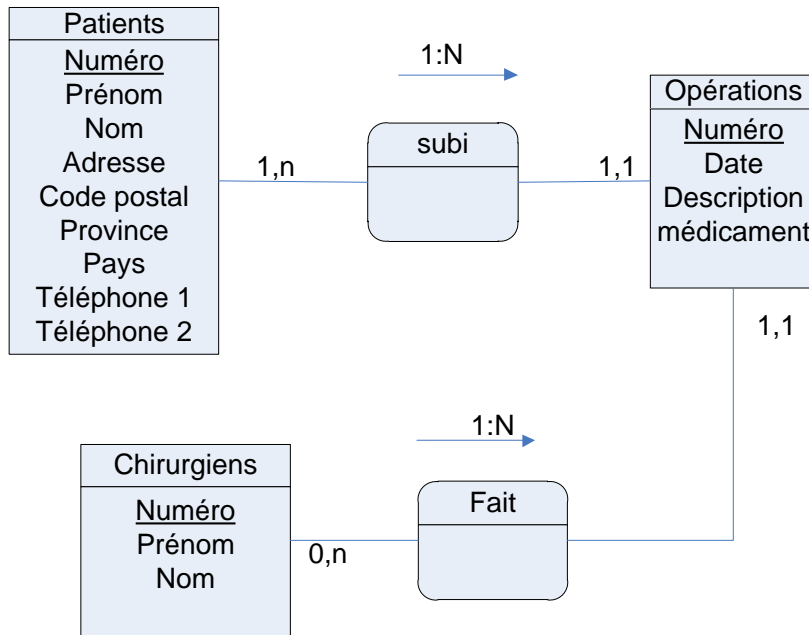 Patients
Numéro
Prénom
Nom
Adresse
Code postal
Province
Pays
Téléphone 1
Téléphone 2
1,n
1:N
subi
1,1
Opérations
Numéro
Date
Description
médicament
1,1
Chirurgiens
Numéro
Prénom
Nom
0,n
1:N
Fait